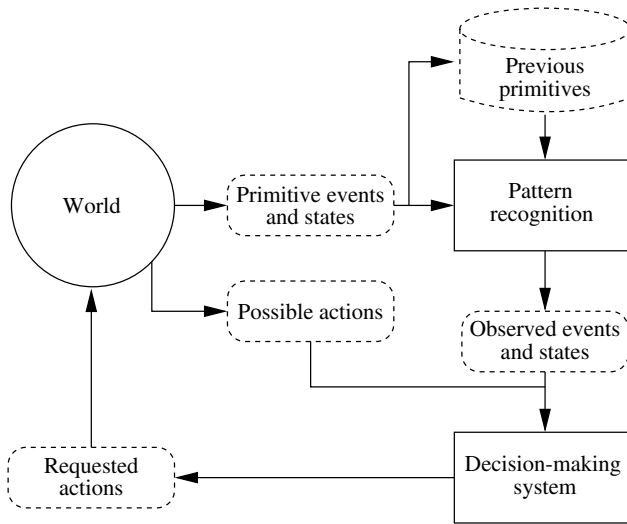 Previous
primitives
World
Primitive events
and states
Pattern
recognition
Possible actions
Observed events
and states
Requested
actions
Decision-making
system